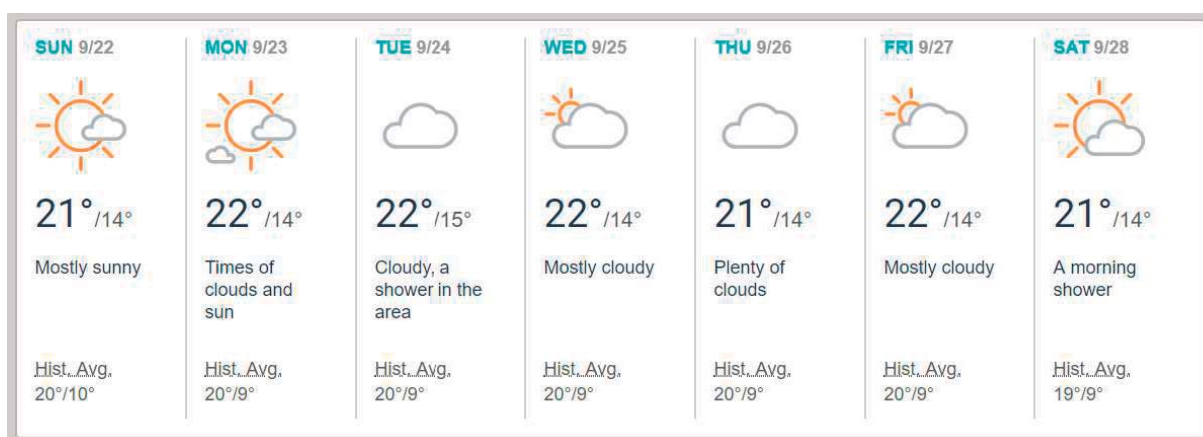 SUN 9/22
21°/14°
Mostly sunny
Hist. Avg.
20°/10°
MON 9/23
22°/14°
Times of
clouds and
sun
Hist. Avg.
20°/9°
TUE 9/24
22°/15°
Cloudy, a
shower in the
area
Hist. Avg.
20°/9°
WED 9/25
22°/14°
Mostly cloudy
Hist. Avg.
20°/9°
THU 9/26
21°/14°
Plenty of
clouds
Hist. Avg.
20°/9°
FRI 9/27
22°/14°
Mostly cloudy
Hist. Avg.
20°/9°
SAT 9/28
21°/14°
A morning
shower
Hist. Avg.
19°/9°